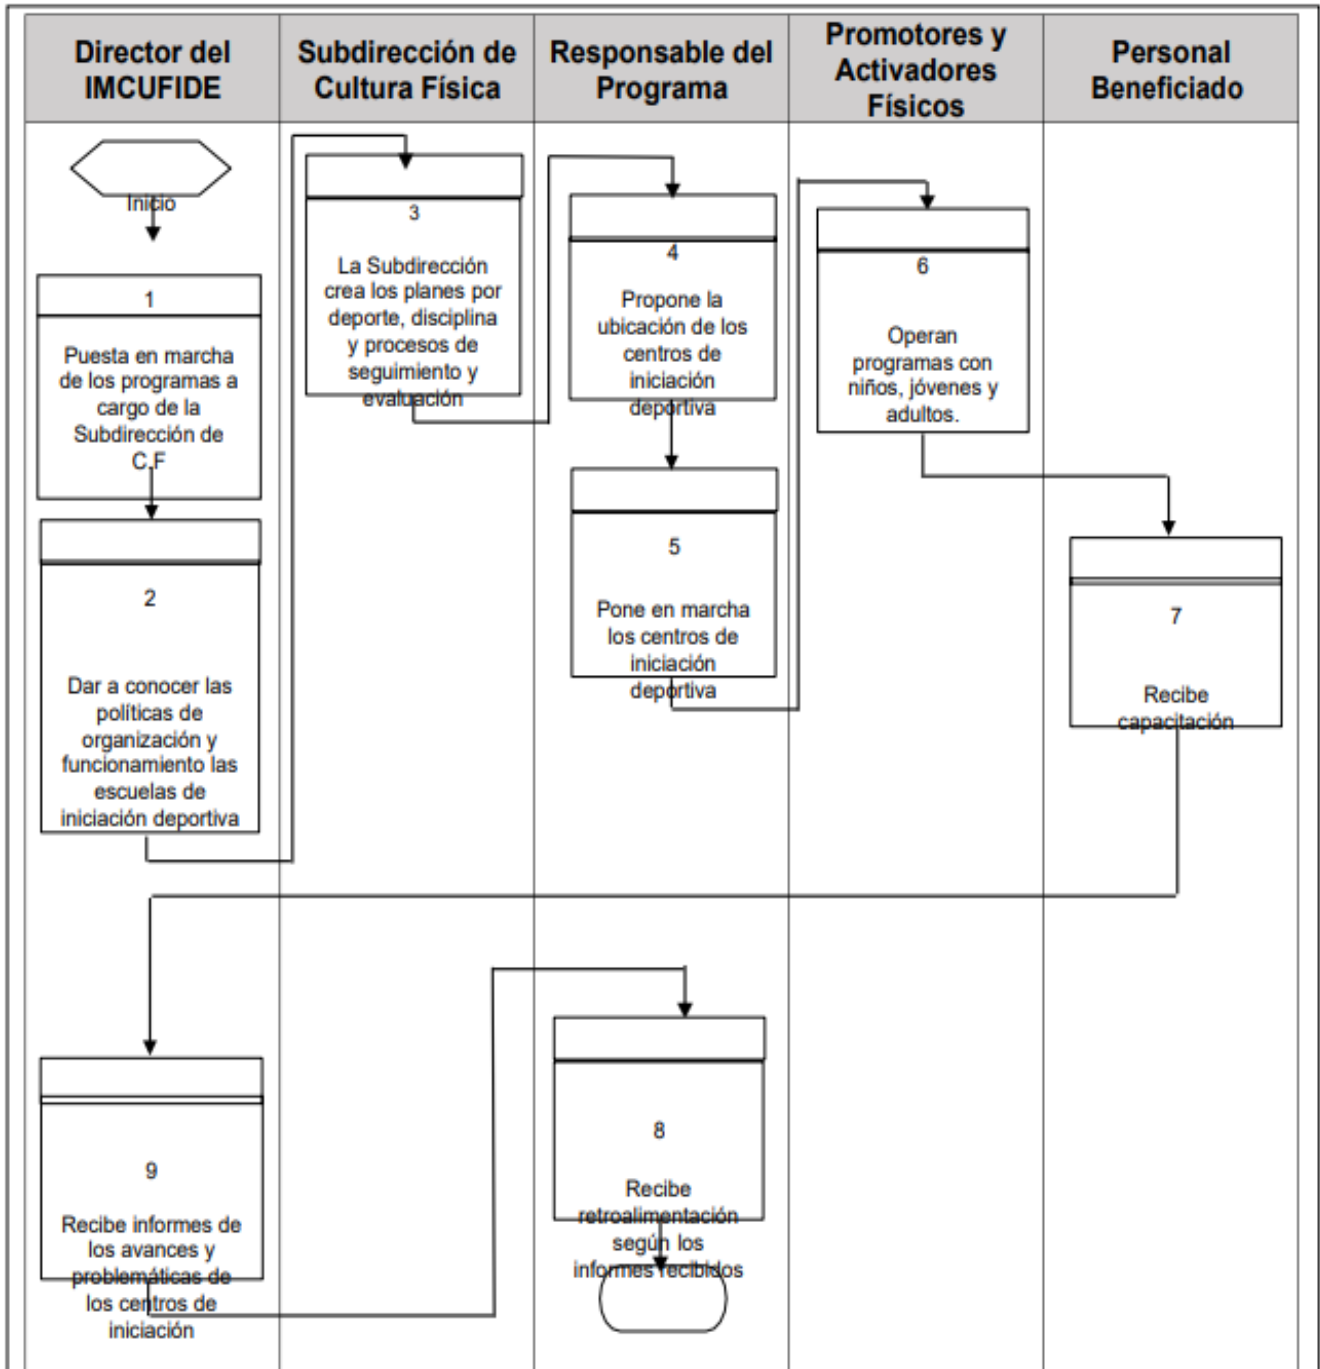 Director del
IMCUFIDE
Subdirección de
Cultura Física
Responsable del
Programa
Promotores y
Activadores
Físicos
Personal
Beneficiado
Inicio
1
Puesta en marcha
de los programas a
cargo de la
Subdirección de
C.F
2
Dar a conocer las
políticas de
organización y
funcionamiento las
escuelas de
iniciación deportiva
3
La Subdirección
crea los planes por
deporte, disciplina
y procesos de
seguimiento y
evaluación
4
Propone la
ubicación de los
centros de
iniciación
deportiva
5
Pone en marcha
los centros de
iniciación
deportiva
6
Operan
programas con
niños, jóvenes y
adultos.
7
Recibe
capacitación
9
Recibe informes de
los avances y
problemáticas de
los centros de
iniciación
8
Recibe
retroalimentación
según los
informes recibidos